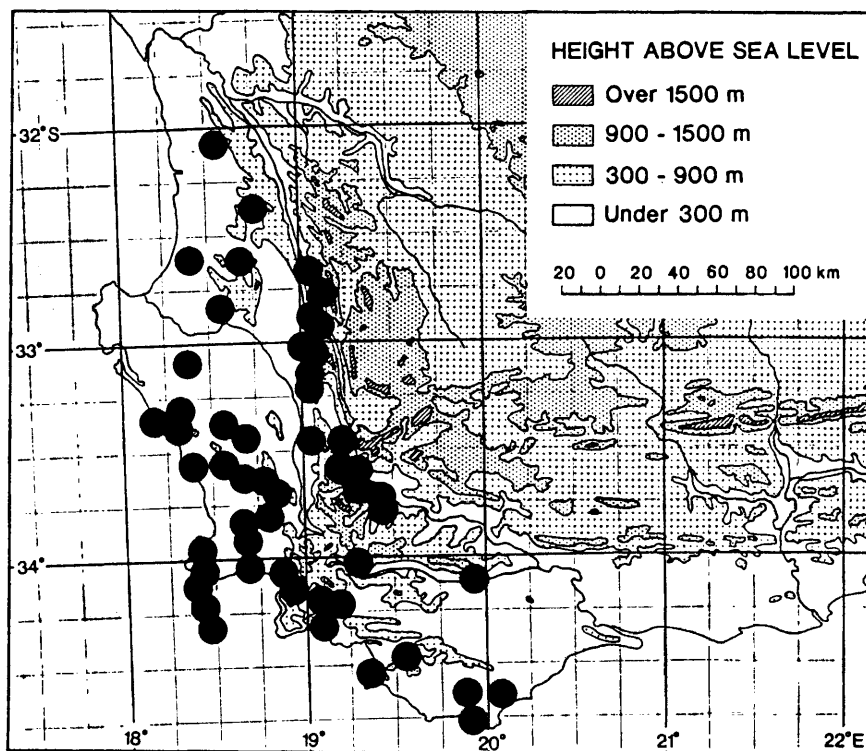 HEIGHT ABOVE SEA LEVEL
Over 1500 m
900 - 1500 m
300 - 900 m
Under 300 m
20 0 20 40 60 80 100 km
32°S
33°
34°
18° 19° 20° 21° 22°E